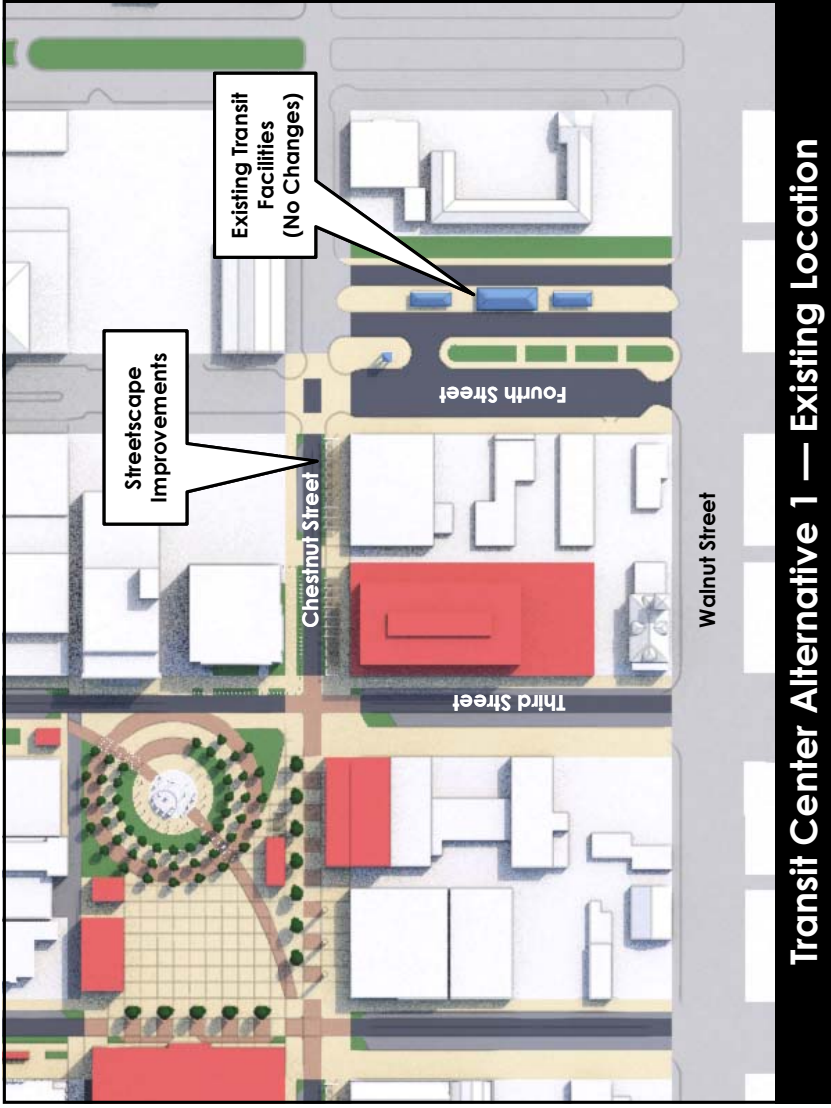 Existing Transit
Facilities
(No Changes)
Streetscape
Improvements
Fourth Street
Chestnut Street
Third Street
Walnut Street
Transit Center Alternative 1 — Existing Location